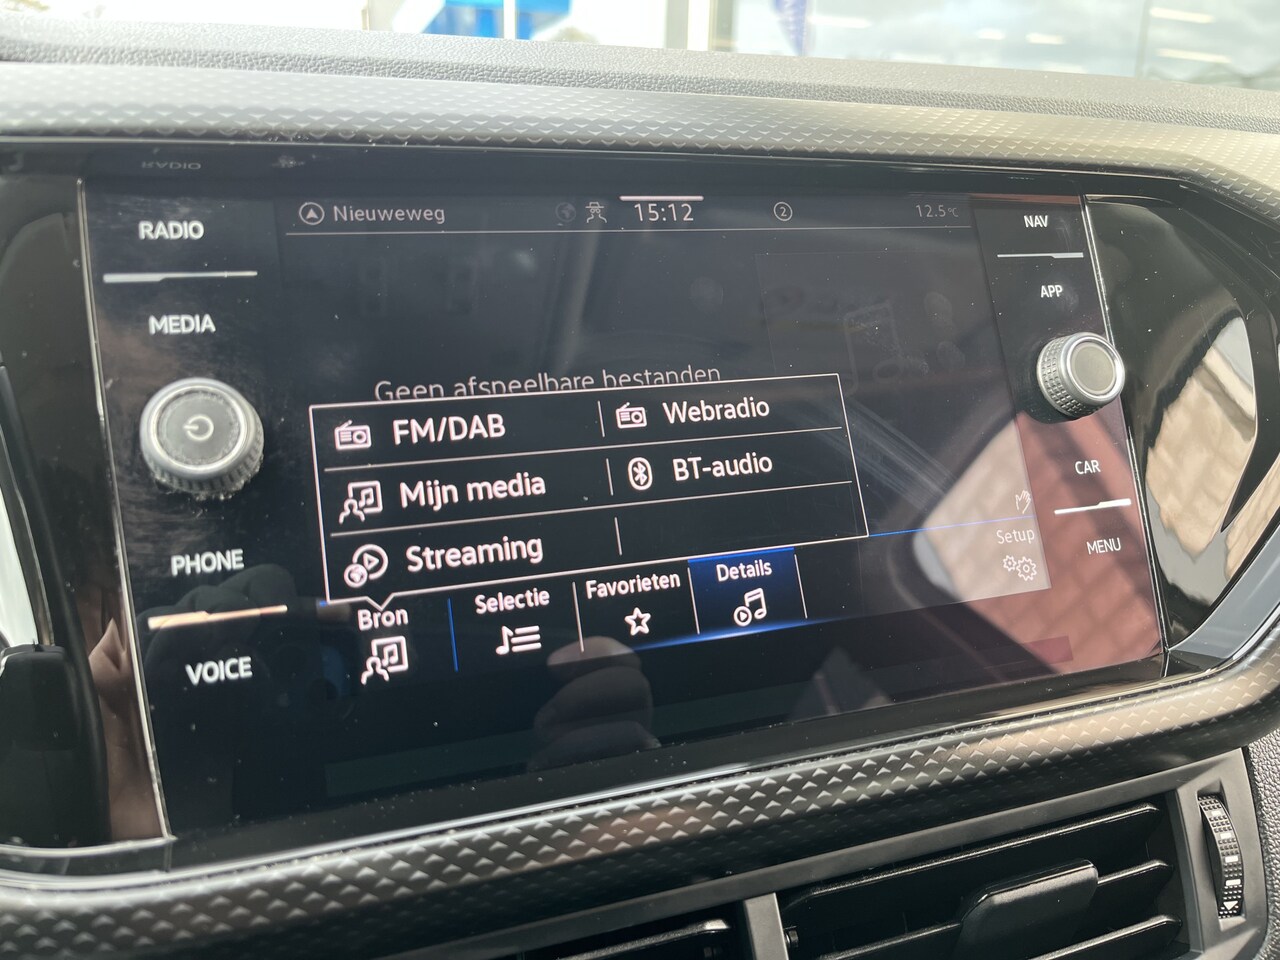 RADIO
MEDIA
PHONE
VOICE
Nieuweweg
15:12
2
12.5°C
Geen afspeelbare bestanden
FM/DAB
Webradio
Mijn media
BT-audio
Streaming
Bron
Selectie
Favorieten
Details
Setup
NAV
APP
CAR
MENU